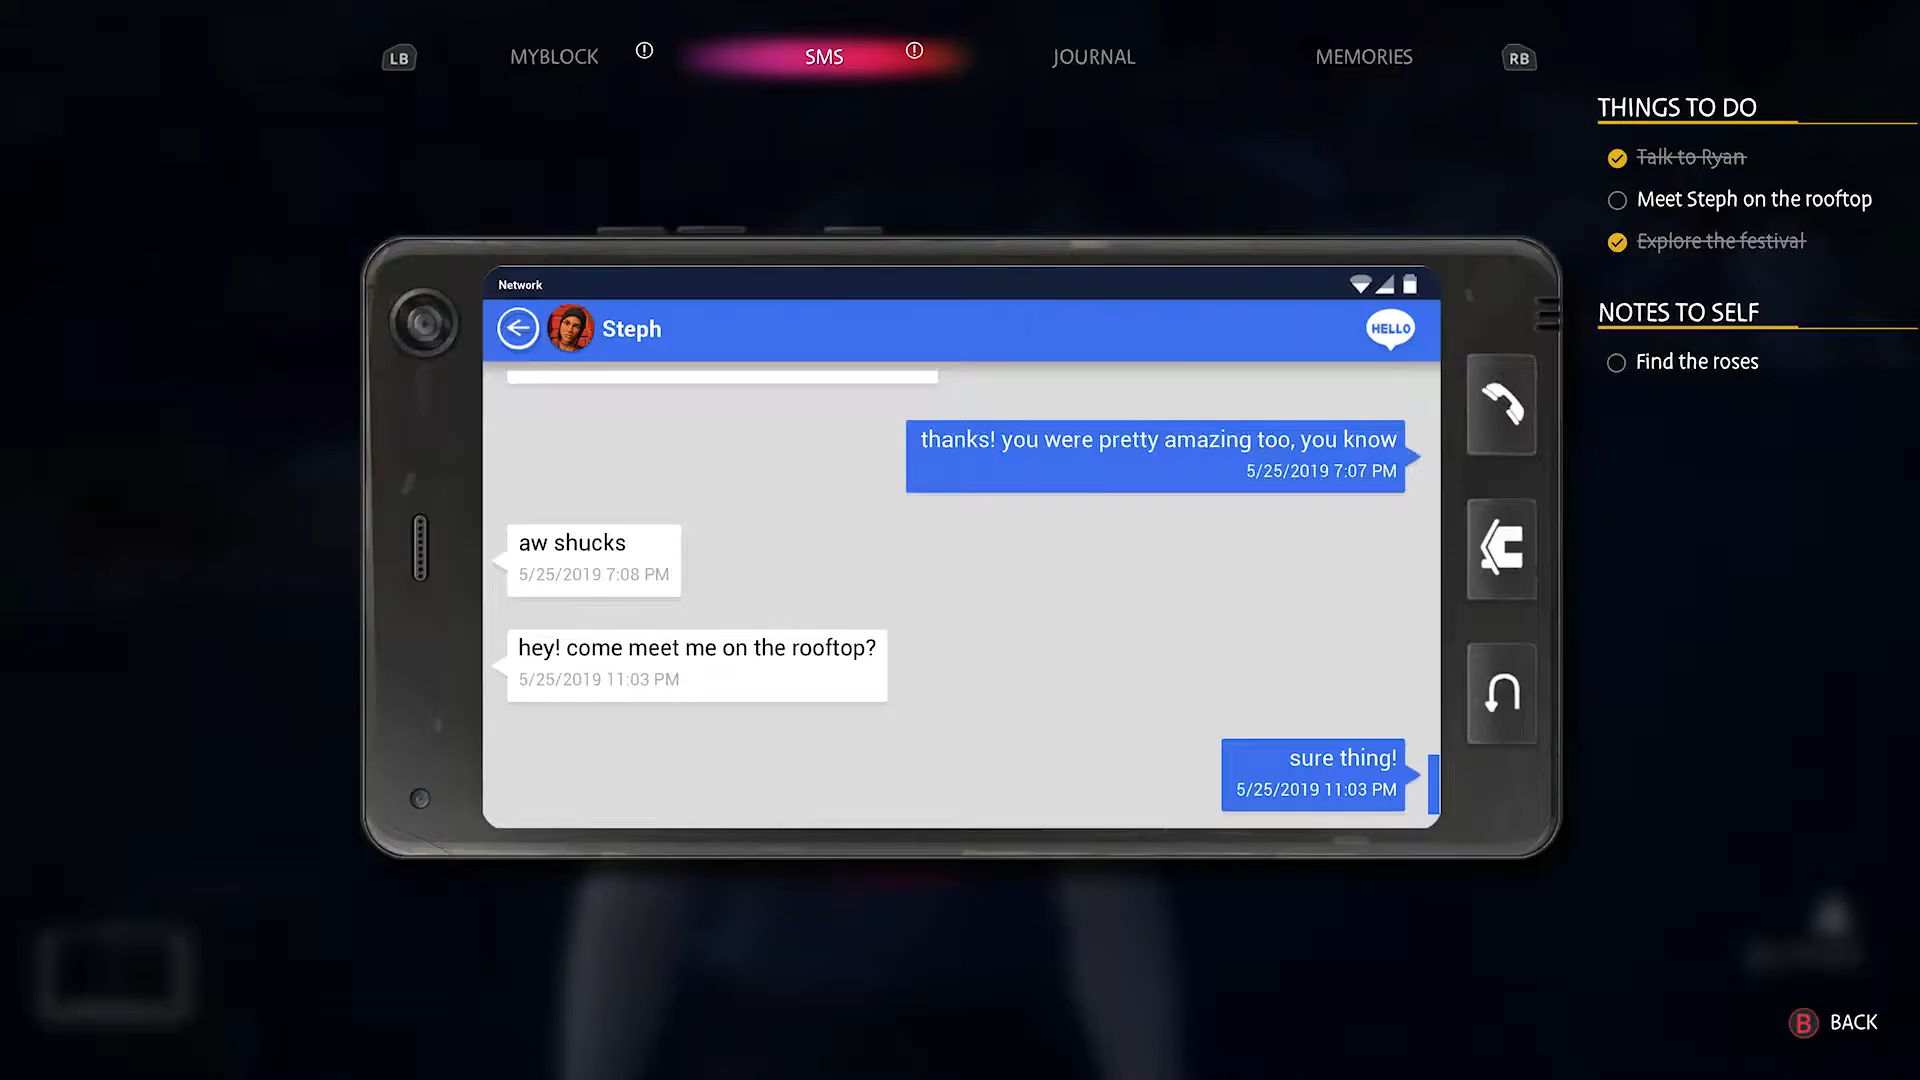 LB
MYBLOCK
SMS
JOURNAL
MEMORIES
RB
THINGS TO DO
Talk to Ryan
Meet Steph on the rooftop
Explore the festival
NOTES TO SELF
Find the roses
Network
Steph
HELLO
thanks! you were pretty amazing too, you know
5/25/2019 7:07 PM
aw shucks
5/25/2019 7:08 PM
hey! come meet me on the rooftop?
5/25/2019 11:03 PM
sure thing!
5/25/2019 11:03 PM
B BACK